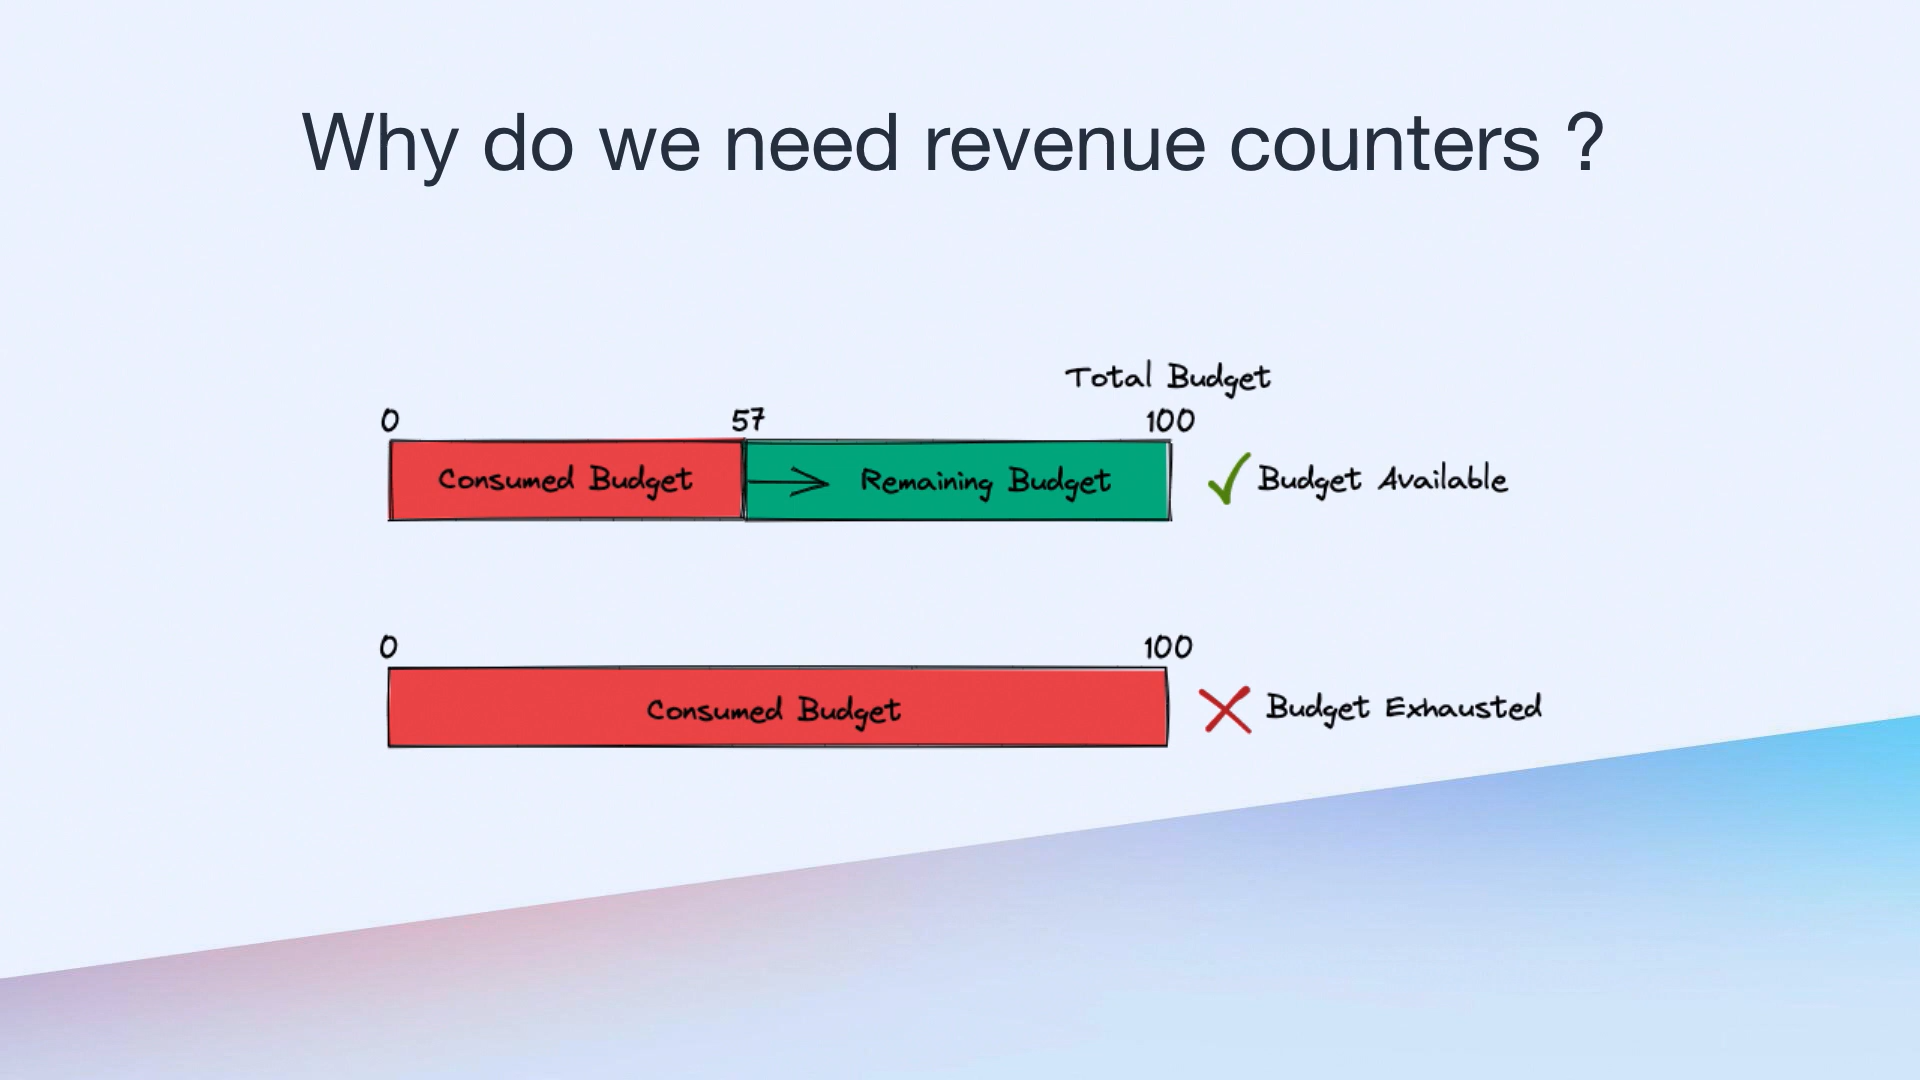 Why do we need revenue counters ?
Total Budget
0 57 100
Consumed Budget Remaining Budget Budget Available
0 100
Consumed Budget Budget Exhausted